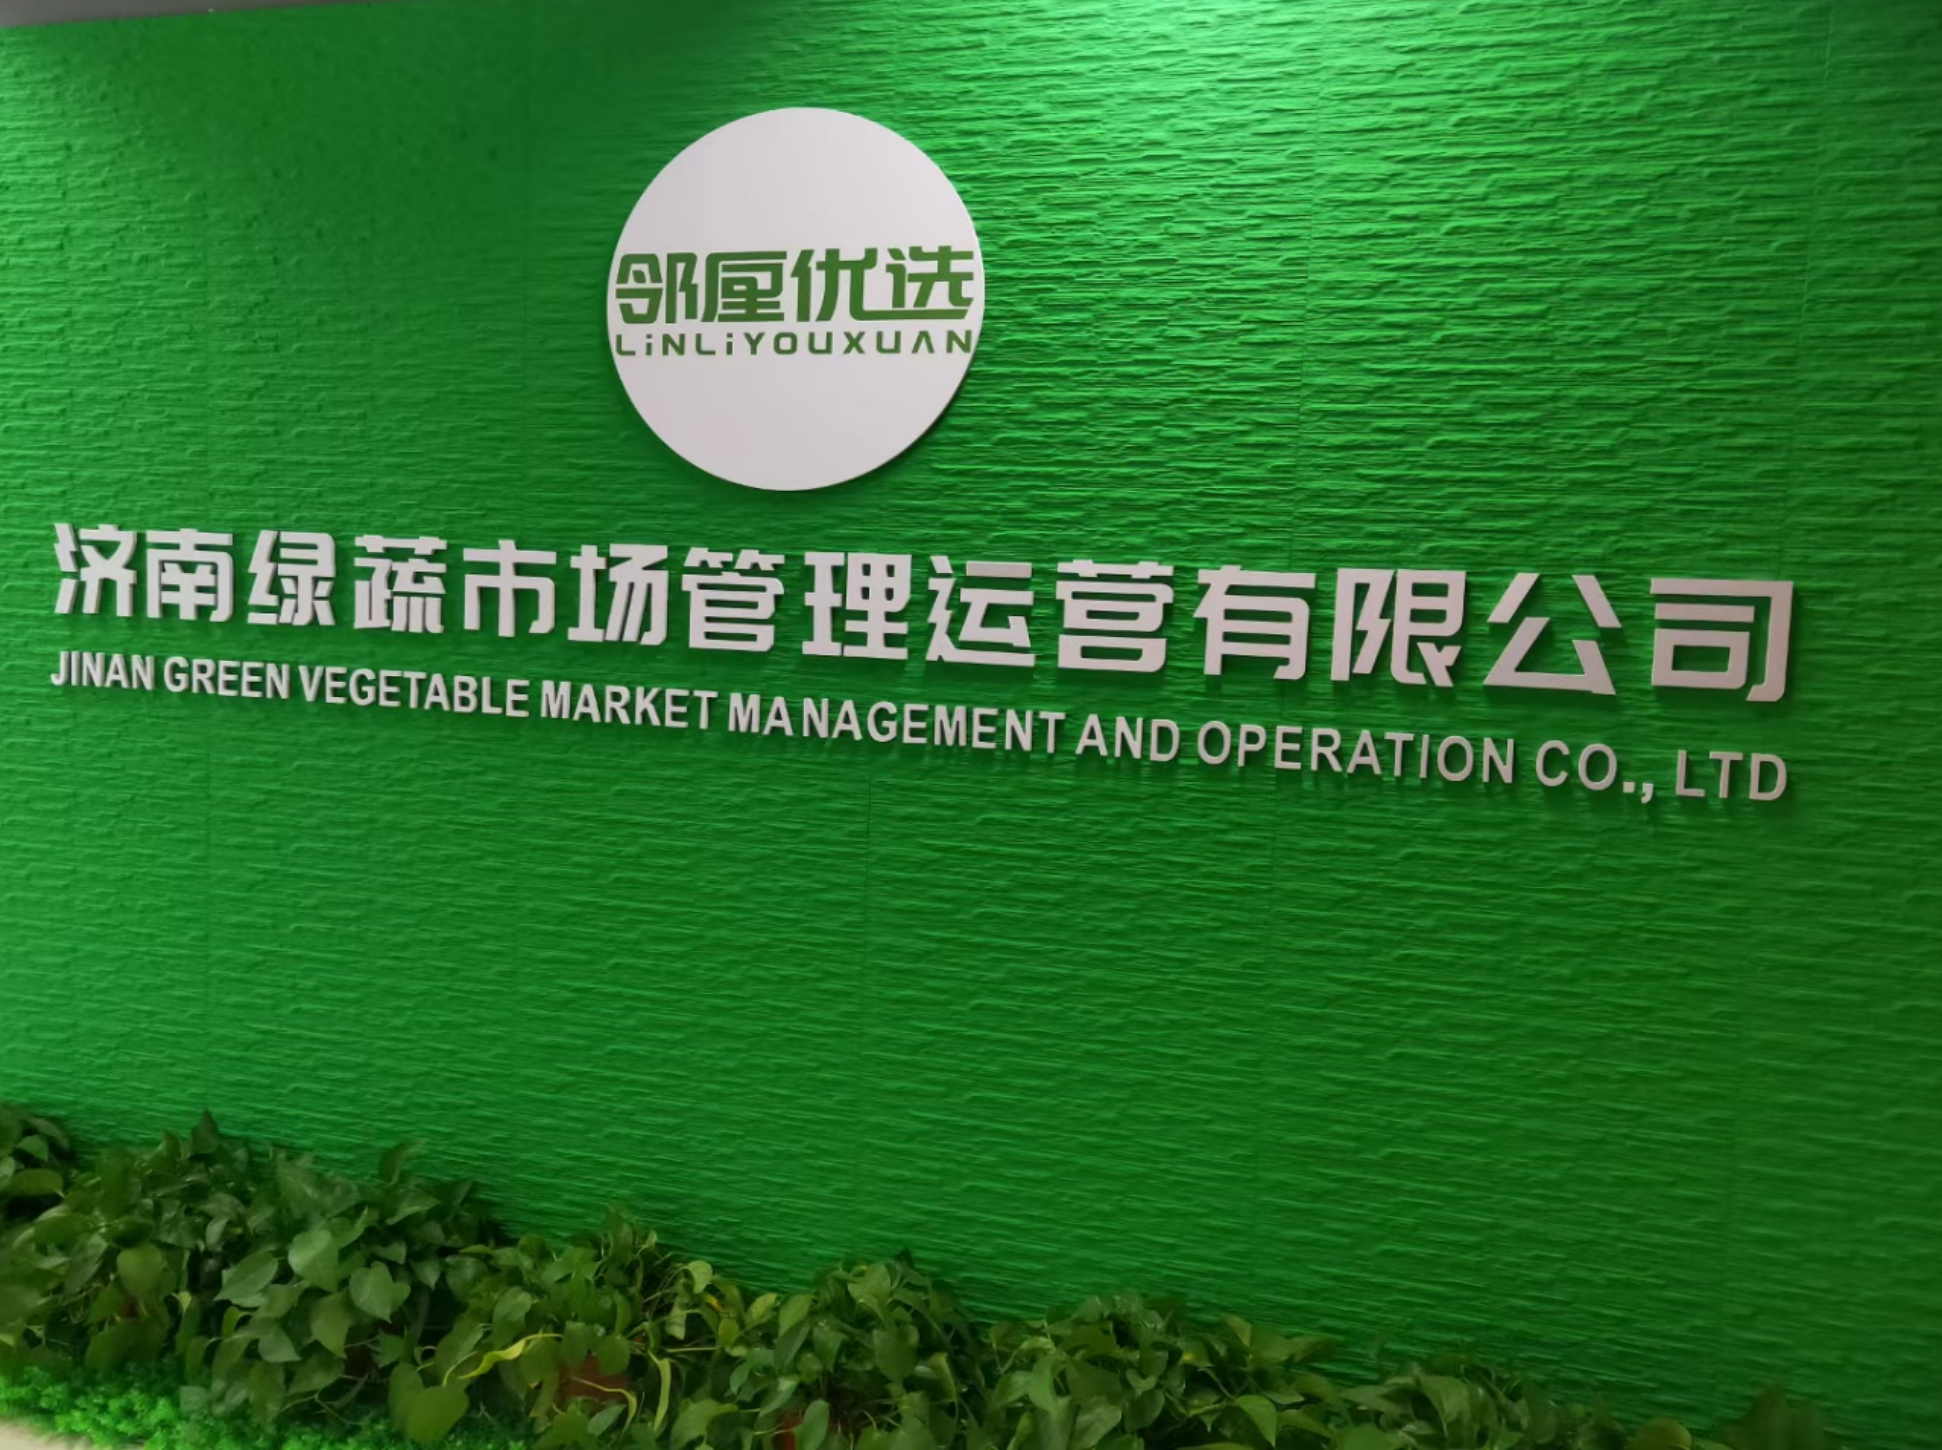 邻厘优选
LiNLiYOUXUAN
济南绿蔬市场管理运营有限公司
JINAN GREEN VEGETABLE MARKET MANAGEMENT AND OPERATION CO., LTD